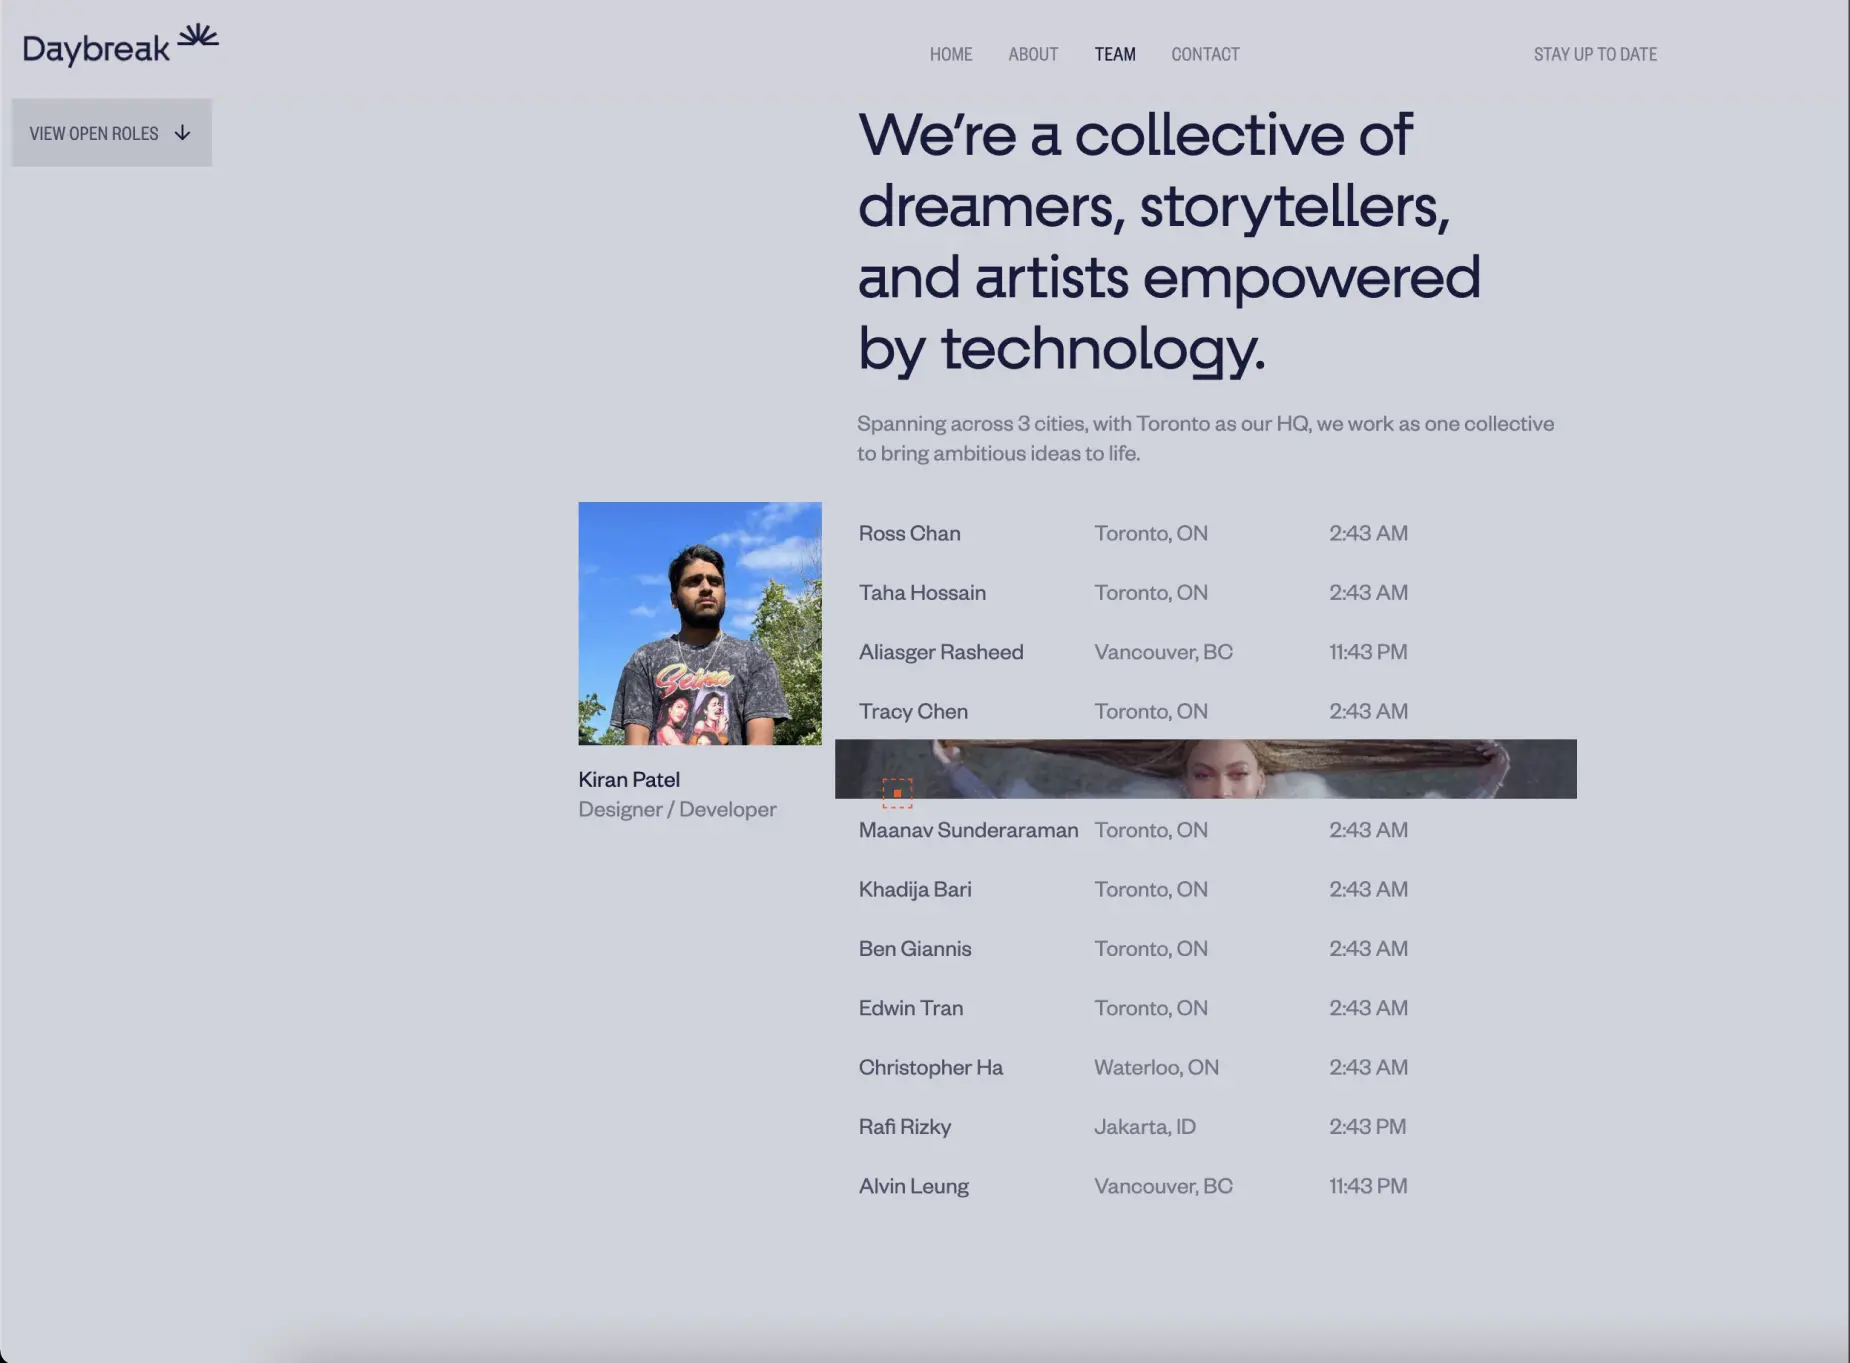 Daybreak
HOME ABOUT TEAM CONTACT STAY UP TO DATE
VIEW OPEN ROLES ↓
We’re a collective of
dreamers, storytellers,
and artists empowered
by technology.
Spanning across 3 cities, with Toronto as our HQ, we work as one collective
to bring ambitious ideas to life.
Selena
Kiran Patel
Designer / Developer
Ross Chan Toronto, ON 2:43 AM
Taha Hossain Toronto, ON 2:43 AM
Aliasger Rasheed Vancouver, BC 11:43 PM
Tracy Chen Toronto, ON 2:43 AM
Maanav Sunderaraman Toronto, ON 2:43 AM
Khadija Bari Toronto, ON 2:43 AM
Ben Giannis Toronto, ON 2:43 AM
Edwin Tran Toronto, ON 2:43 AM
Christopher Ha Waterloo, ON 2:43 AM
Rafi Rizky Jakarta, ID 2:43 PM
Alvin Leung Vancouver, BC 11:43 PM